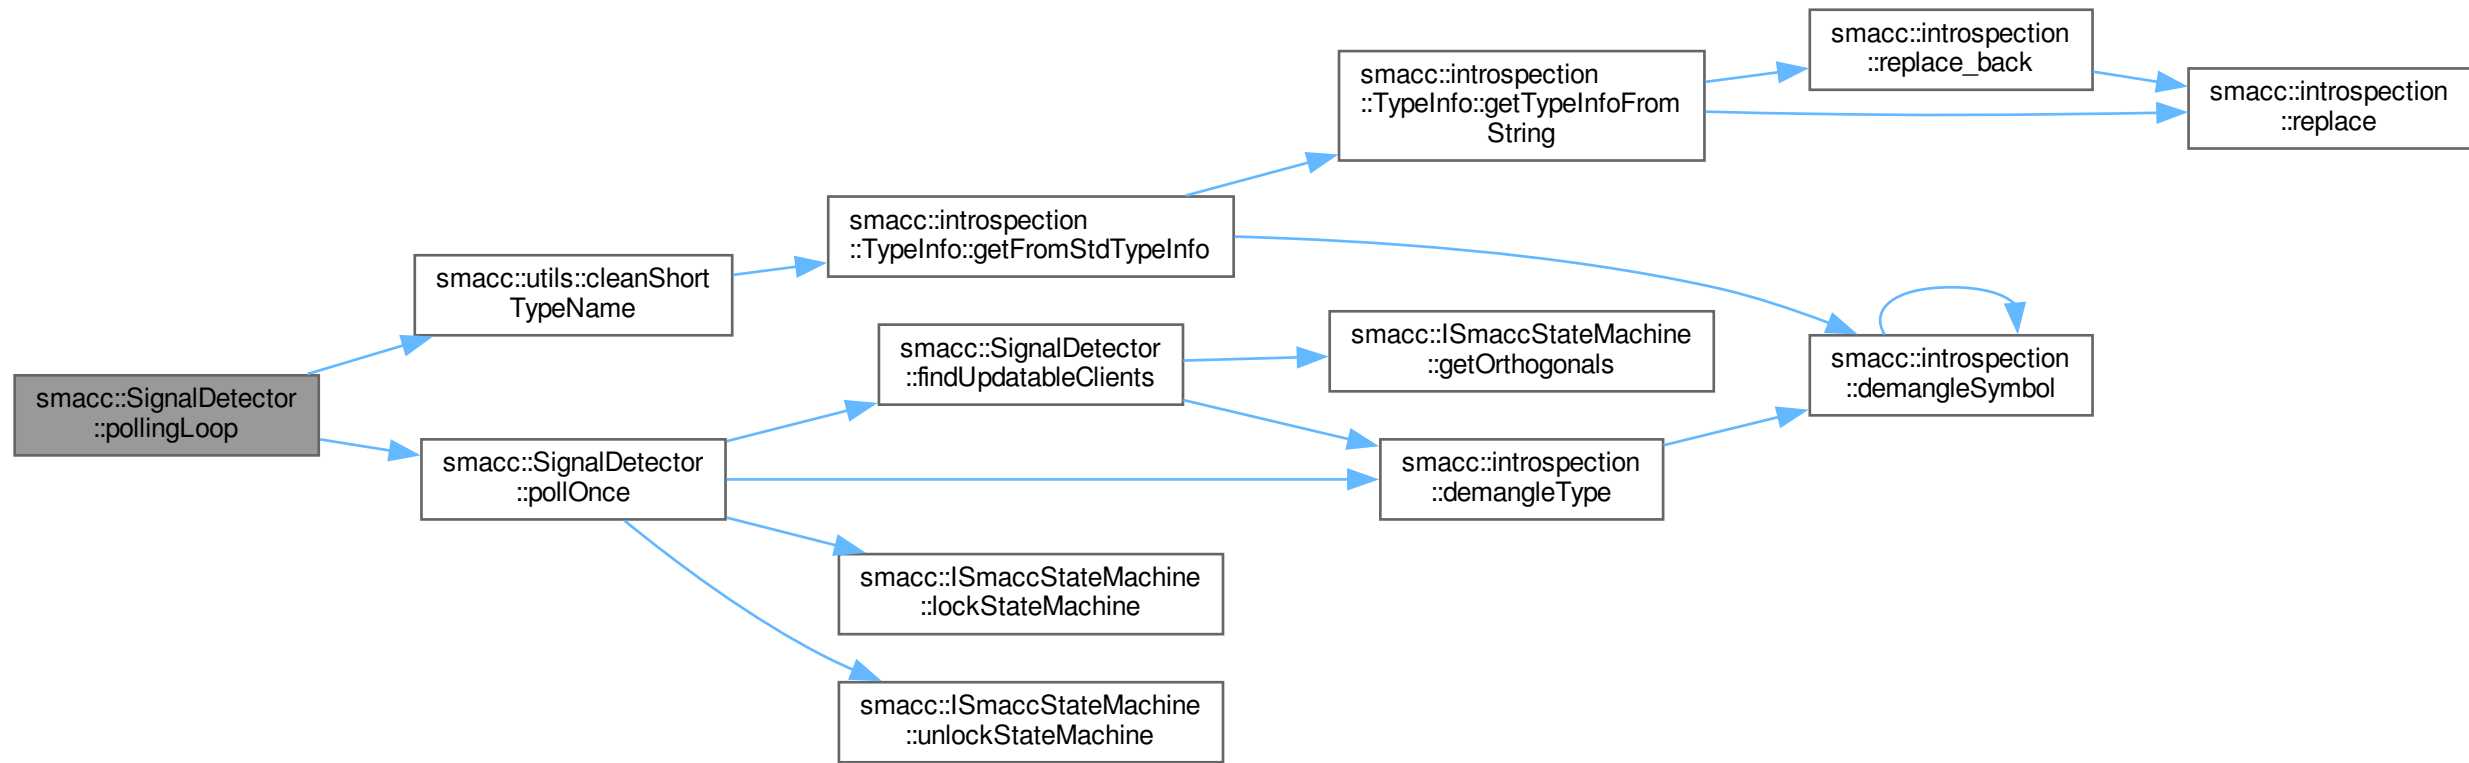 smacc::SignalDetector
::pollingLoop
smacc::utils::cleanShort
TypeName
smacc::SignalDetector
::pollOnce
smacc::introspection
::TypeInfo::getFromStdTypeInfo
smacc::SignalDetector
::findUpdatableClients
smacc::ISmaccStateMachine
::lockStateMachine
smacc::ISmaccStateMachine
::unlockStateMachine
smacc::introspection
::TypeInfo::getTypeInfoFrom
String
smacc::ISmaccStateMachine
::getOrthogonals
smacc::introspection
::demangleType
smacc::introspection
::replace_back
smacc::introspection
::demangleSymbol
smacc::introspection
::replace